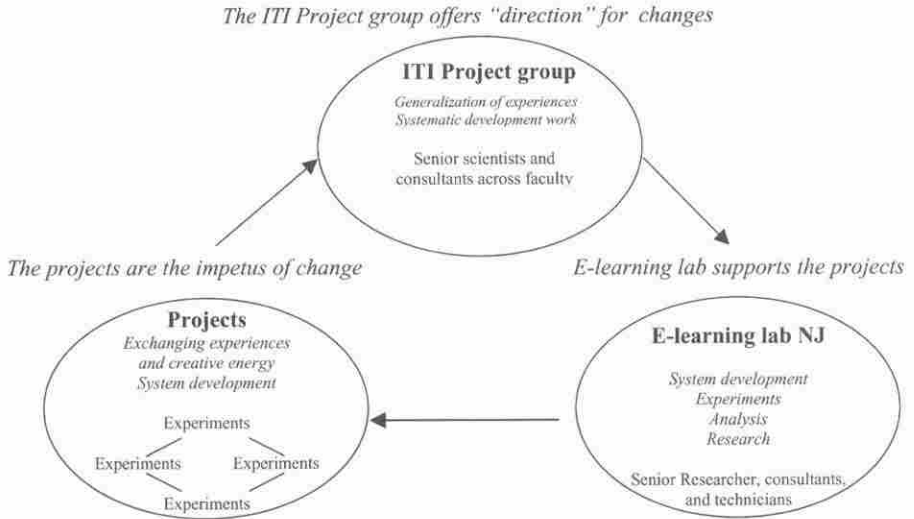 The ITI Project group offers “direction” for changes
ITI Project group
Generalization of experiences
Systematic development work
Senior scientists and
consultants across faculty
The projects are the impetus of change
E-learning lab supports the projects
Projects
Exchanging experiences
and creative energy
System development
Experiments
Experiments Experiments
Experiments
E-learning lab NJ
System development
Experiments
Analysis
Research
Senior Researcher, consultants,
and technicians